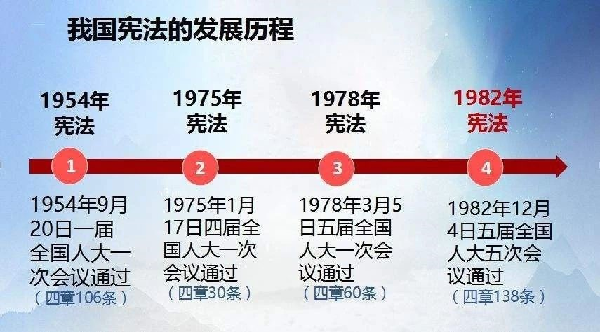 我国宪法的发展历程
1954年
宪法
1975年
宪法
1978年
宪法
1982年
宪法
1
2
3
4
1954年9月
20日一届
全国人大一
次会议通过
（四章106条）
1975年1月
17日四届全
国人大一次
会议通过
（四章30条）
1978年3月5
日五届全国
人大一次会
议通过
（四章60条）
1982年12月
4日五届全国
人大五次会
议通过
（四章138条）